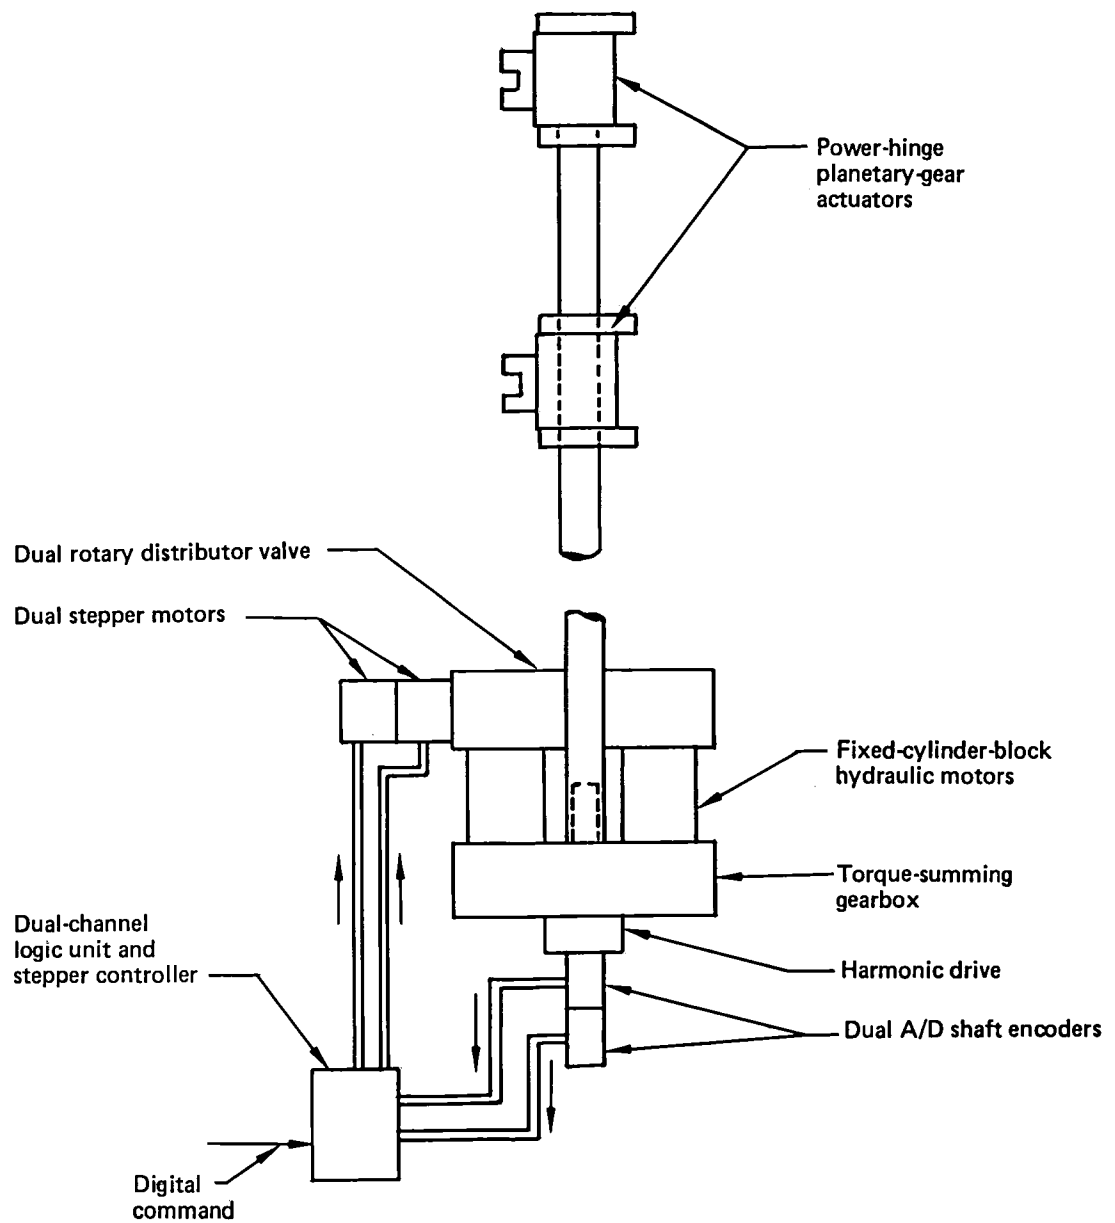 Power-hinge
planetary-gear
actuators
Dual rotary distributor valve
Dual stepper motors
Fixed-cylinder-block
hydraulic motors
Torque-summing
gearbox
Dual-channel
logic unit and
stepper controller
Harmonic drive
Dual A/D shaft encoders
Digital
command